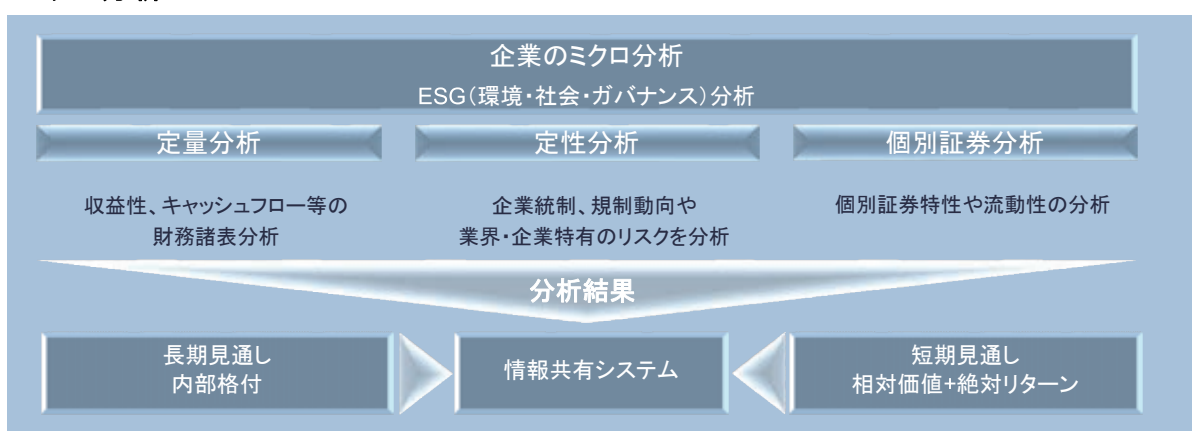 企業のミクロ分析
ESG（環境・社会・ガバナンス）分析
定量分析
定性分析
個別証券分析
収益性、キャッシュフロー等の
財務諸表分析
企業統制、規制動向や
業界・企業特有のリスクを分析
個別証券特性や流動性の分析
分析結果
長期見通し
内部格付
情報共有システム
短期見通し
相対価値+絶対リターン